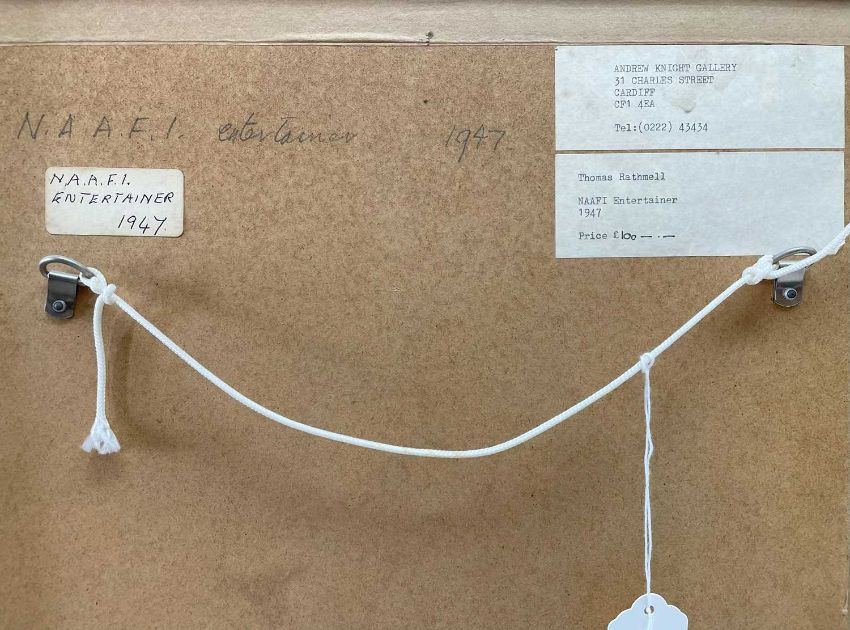 N.A A.F.I. entertainer 1947.
N.A.A.F.I.
ENTERTAINER
1947.
ANDREW KNIGHT GALLERY
31 CHARLES STREET
CARDIFF
CF1 4EA
Tel:(0222) 43434
Thomas Rathmell
NAAFI Entertainer
1947
Price £100 — . —